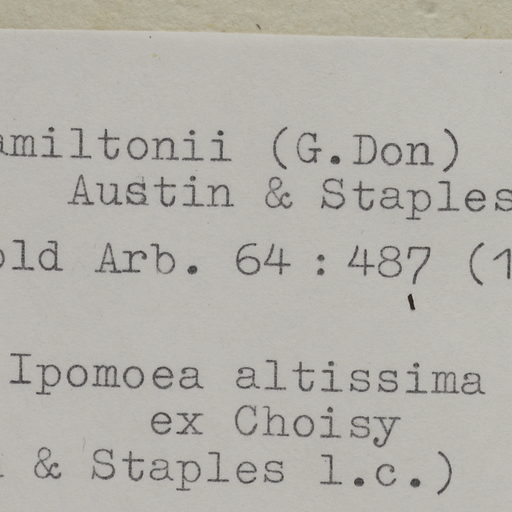 amiltonii (G.Don)
Austin & Staples
old Arb. 64 : 487 (1
Ipomoea altissima
ex Choisy
& Staples l.c.)